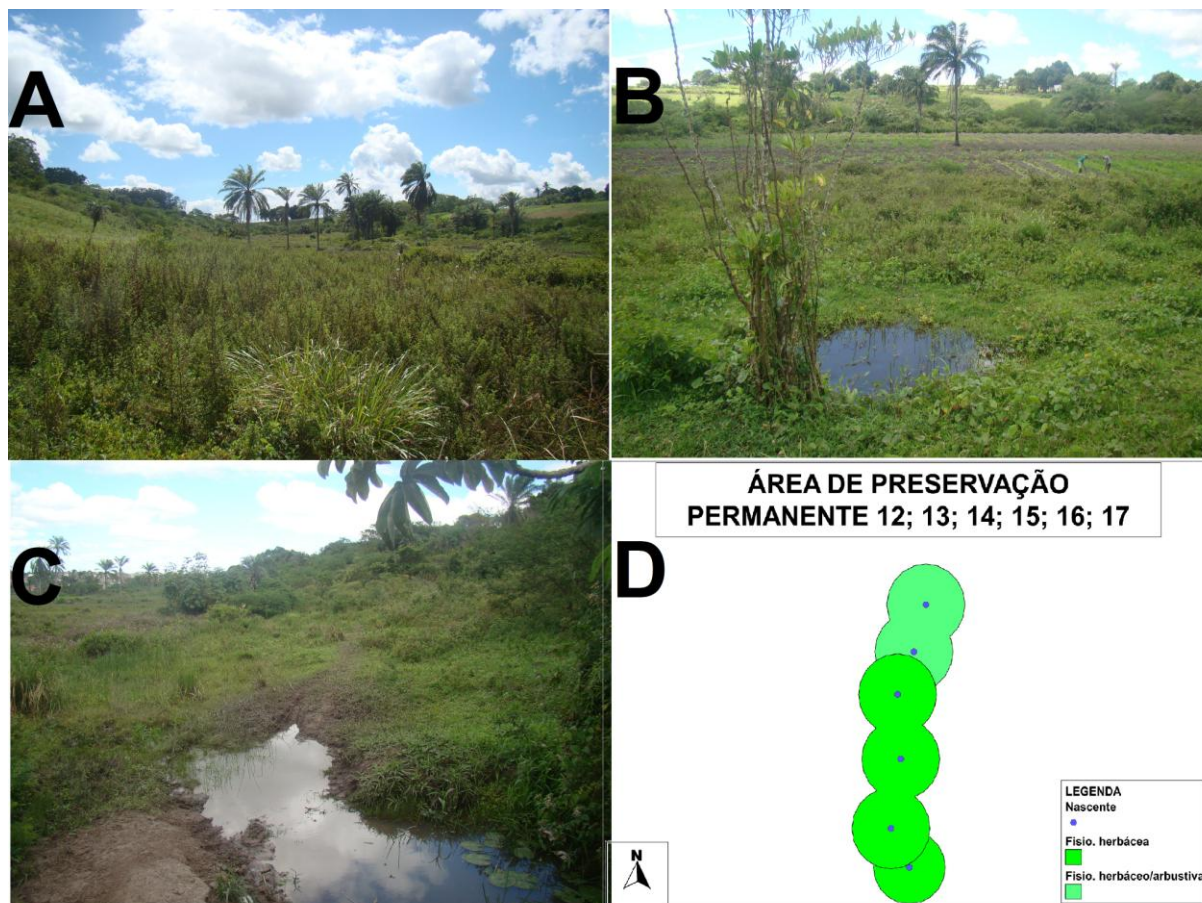 A
B
C
D
ÁREA DE PRESERVAÇÃO
PERMANENTE 12; 13; 14; 15; 16; 17
N
LEGENDA
Nascente
Fisio. herbácea
Fisio. herbáceo/arbustiva